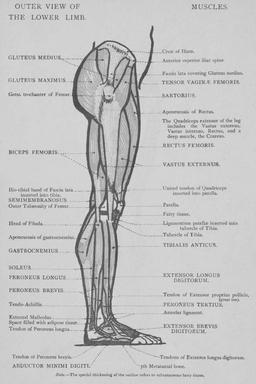 OUTER VIEW OF
THE LOWER LIMB.
MUSCLES.
GLUTEUS MEDIUS.
GLUTEUS MAXIMUS
Great trochanter of Femur.
BICEPS FEMORIS.
Ilio-tibial band of Fascia lata
inserted into tibia.
SEMIMEMBRANOSUS
Outer Tuberosity of Femur.
Head of Fibula.
Aponeurosis of gastrocnemius.
GASTROCNEMIUS
SOLEUS.
PERONEUS LONGUS.
PERONEUS BREVIS.
Tendo Achillis.
External Malleolus.
Space filled with adipose tissue.
Tendon of Peroneus longus.
Tendon of Peroneus brevis.
ABDUCTOR MINIMI DIGITI.
Crest of Ilium.
Anterior superior iliac spine
Fascia lata covering Gluteus medius.
TENSOR VAGINÆ FEMORIS.
SARTORIUS.
Aponeurosis of Rectus.
The Quadriceps extensor of the leg
includes the Vastus externus,
Vastus internus, Rectus, and a
deep muscle, the Crureus.
RECTUS FEMORIS.
VASTUS EXTERNUS.
United tendon of Quadriceps
inserted into patella.
Patella.
Fatty tissue.
Ligamentum patellæ inserted into
tubercle of Tibia.
Tubercle of Tibia.
TIBIALIS ANTICUS.
EXTENSOR LONGUS
DIGITORUM.
Tendon of Extensor proprius pollicis,
(great toe).
PERONEUS TERTIUS.
Annular ligament.
EXTENSOR BREVIS
DIGITORUM.
Tendons of Extensor longus digitorum.
5th Metatarsal bone.
Note.—The special thickening of the outline refers to subcutaneous fatty tissue.